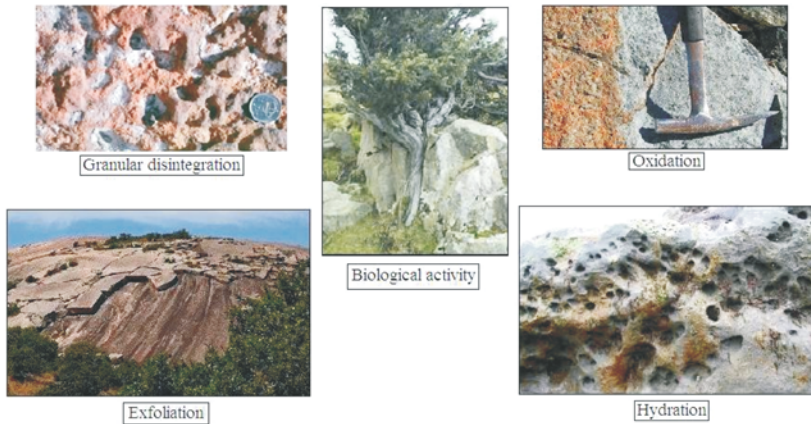 Granular disintegration
Oxidation
Biological activity
Exfoliation
Hydration